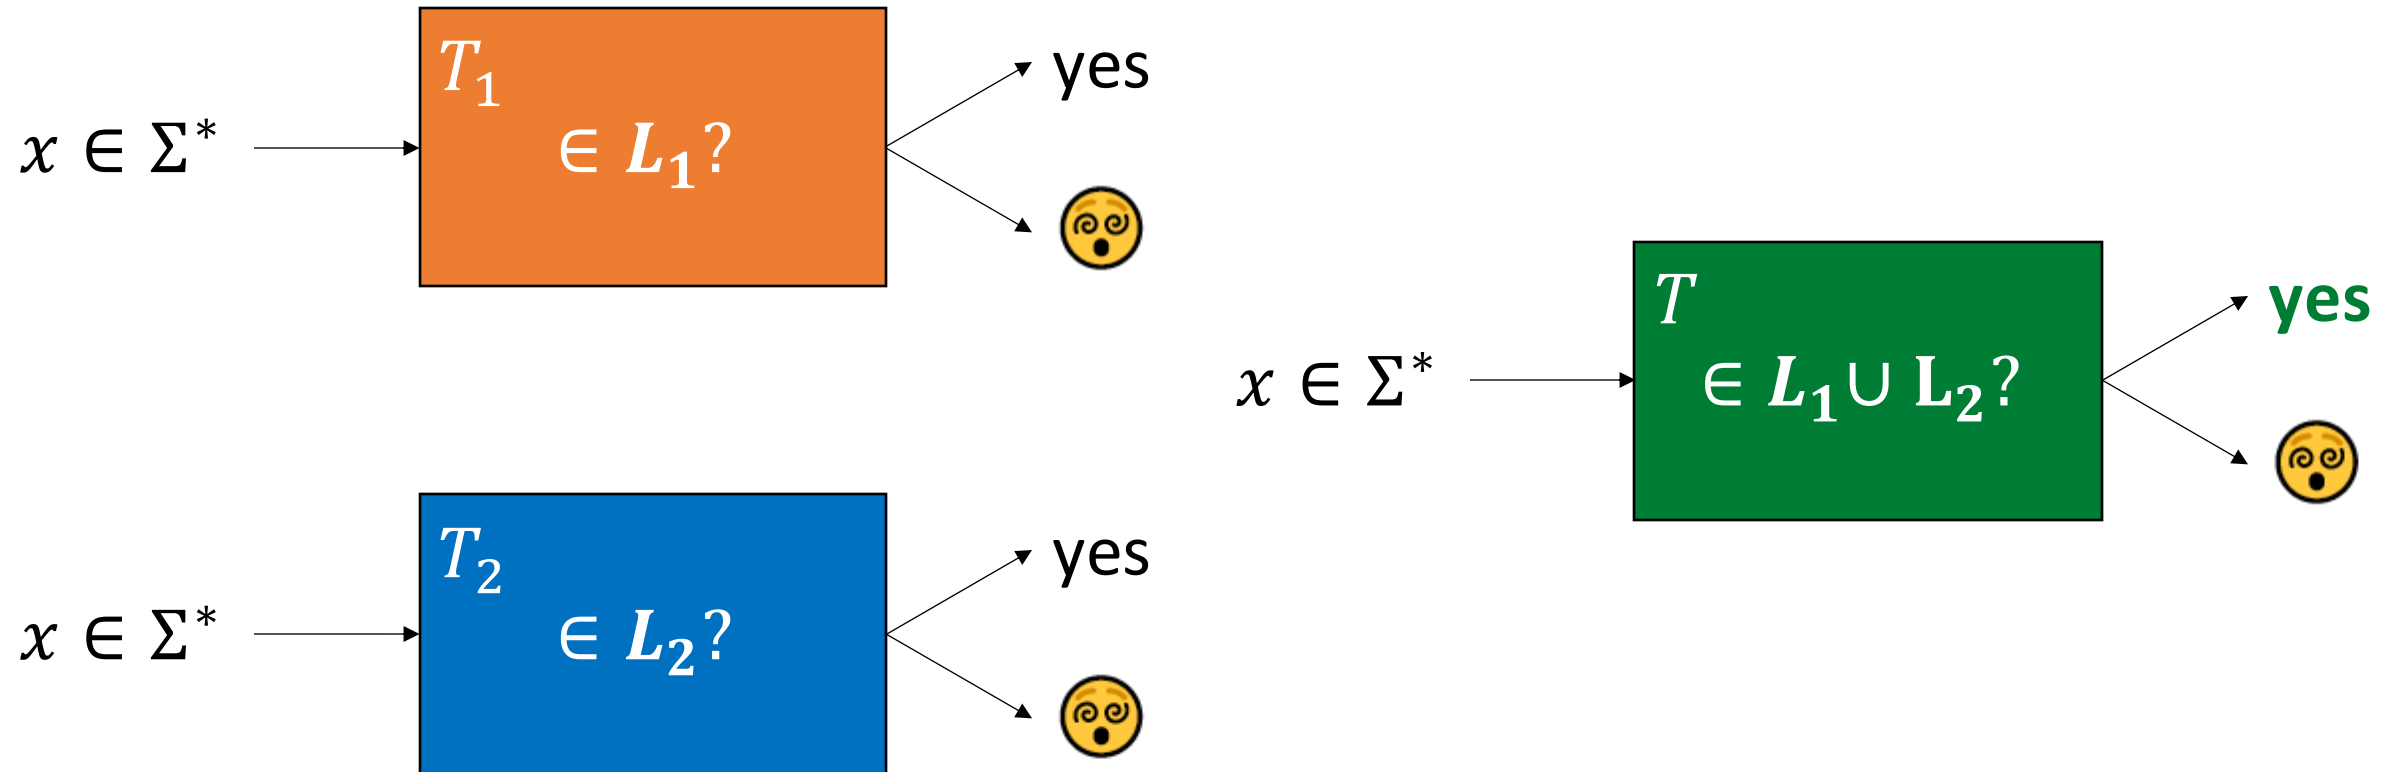 T₁
x ∈ Σ* ∈ L₁? yes
T₂
x ∈ Σ* ∈ L₂? yes
T
x ∈ Σ* ∈ L₁∪ L₂? yes